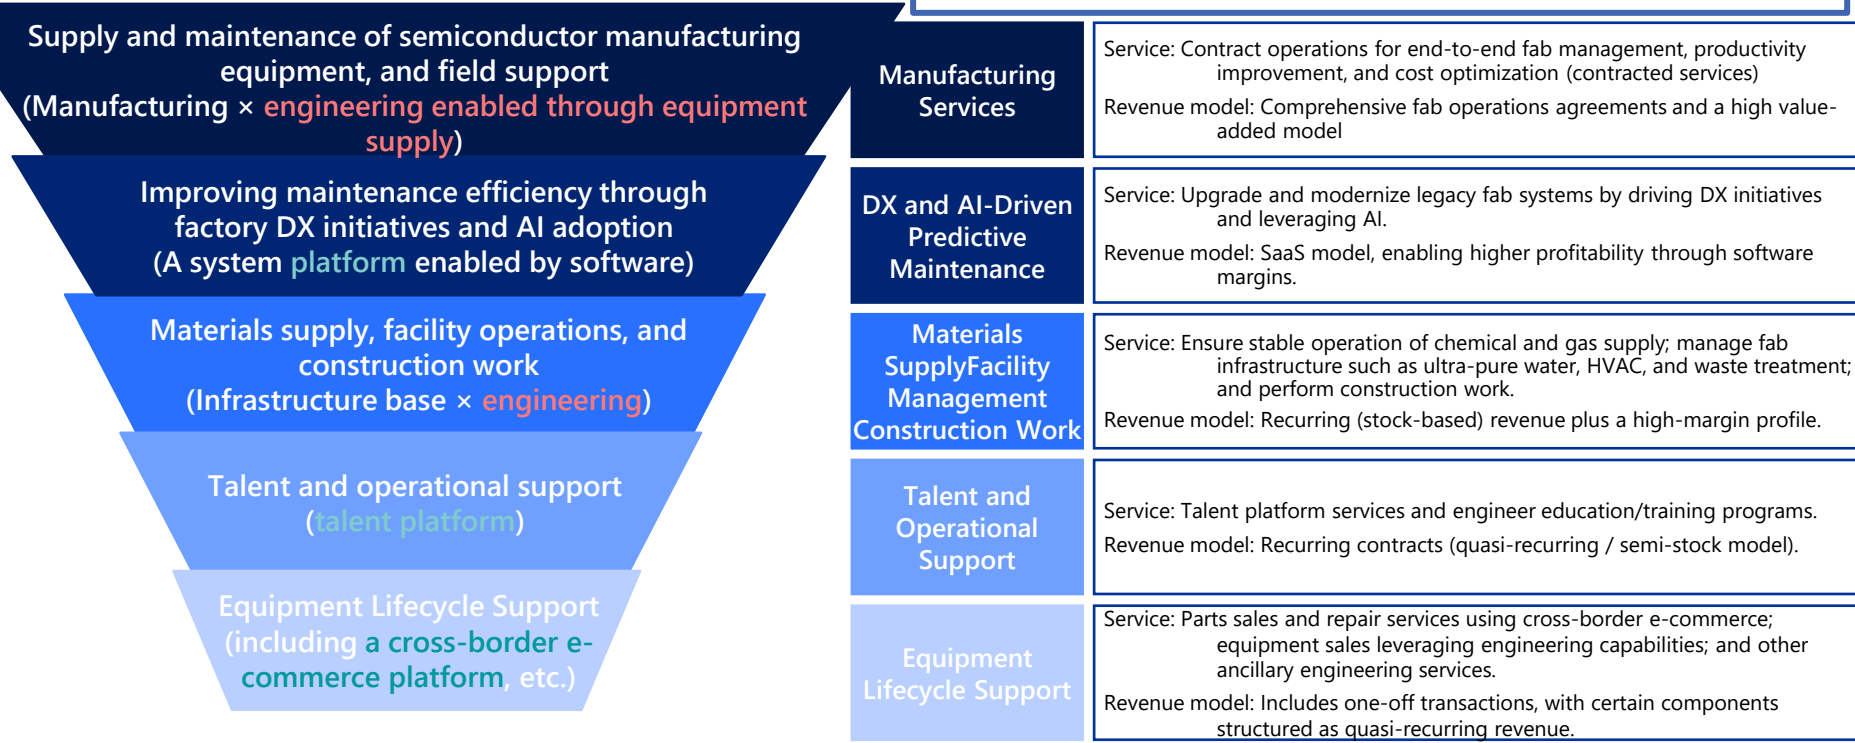 Supply and maintenance of semiconductor manufacturing
equipment, and field support
(Manufacturing × engineering enabled through equipment
supply)
Manufacturing
Services
Service: Contract operations for end-to-end fab management, productivity
improvement, and cost optimization (contracted services)
Revenue model: Comprehensive fab operations agreements and a high value-
added model
Improving maintenance efficiency through
factory DX initiatives and AI adoption
(A system platform enabled by software)
DX and AI-Driven
Predictive
Maintenance
Service: Upgrade and modernize legacy fab systems by driving DX initiatives
and leveraging AI.
Revenue model: SaaS model, enabling higher profitability through software
margins.
Materials supply, facility operations, and
construction work
(Infrastructure base × engineering)
Materials
SupplyFacility
Management
Construction Work
Service: Ensure stable operation of chemical and gas supply; manage fab
infrastructure such as ultra-pure water, HVAC, and waste treatment;
and perform construction work.
Revenue model: Recurring (stock-based) revenue plus a high-margin profile.
Talent and operational support
(talent platform)
Talent and
Operational
Support
Service: Talent platform services and engineer education/training programs.
Revenue model: Recurring contracts (quasi-recurring / semi-stock model).
Equipment Lifecycle Support
(including a cross-border e-
commerce platform, etc.)
Equipment
Lifecycle Support
Service: Parts sales and repair services using cross-border e-commerce;
equipment sales leveraging engineering capabilities; and other
ancillary engineering services.
Revenue model: Includes one-off transactions, with certain components
structured as quasi-recurring revenue.